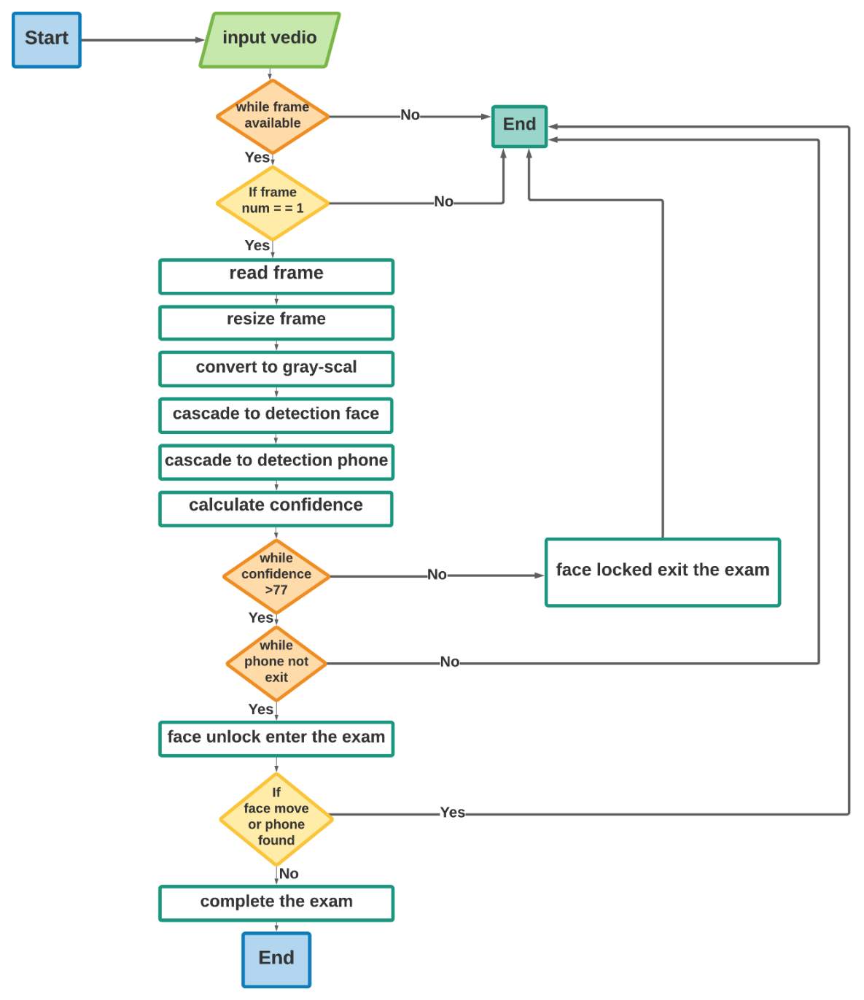 Start
input vedio
while frame
available
No
End
Yes
If frame
num = = 1
No
Yes
read frame
resize frame
convert to gray-scal
cascade to detection face
cascade to detection phone
calculate confidence
while
confidence
>77
No
face locked exit the exam
Yes
while
phone not
exit
No
Yes
face unlock enter the exam
If
face move
or phone
found
Yes
No
complete the exam
End